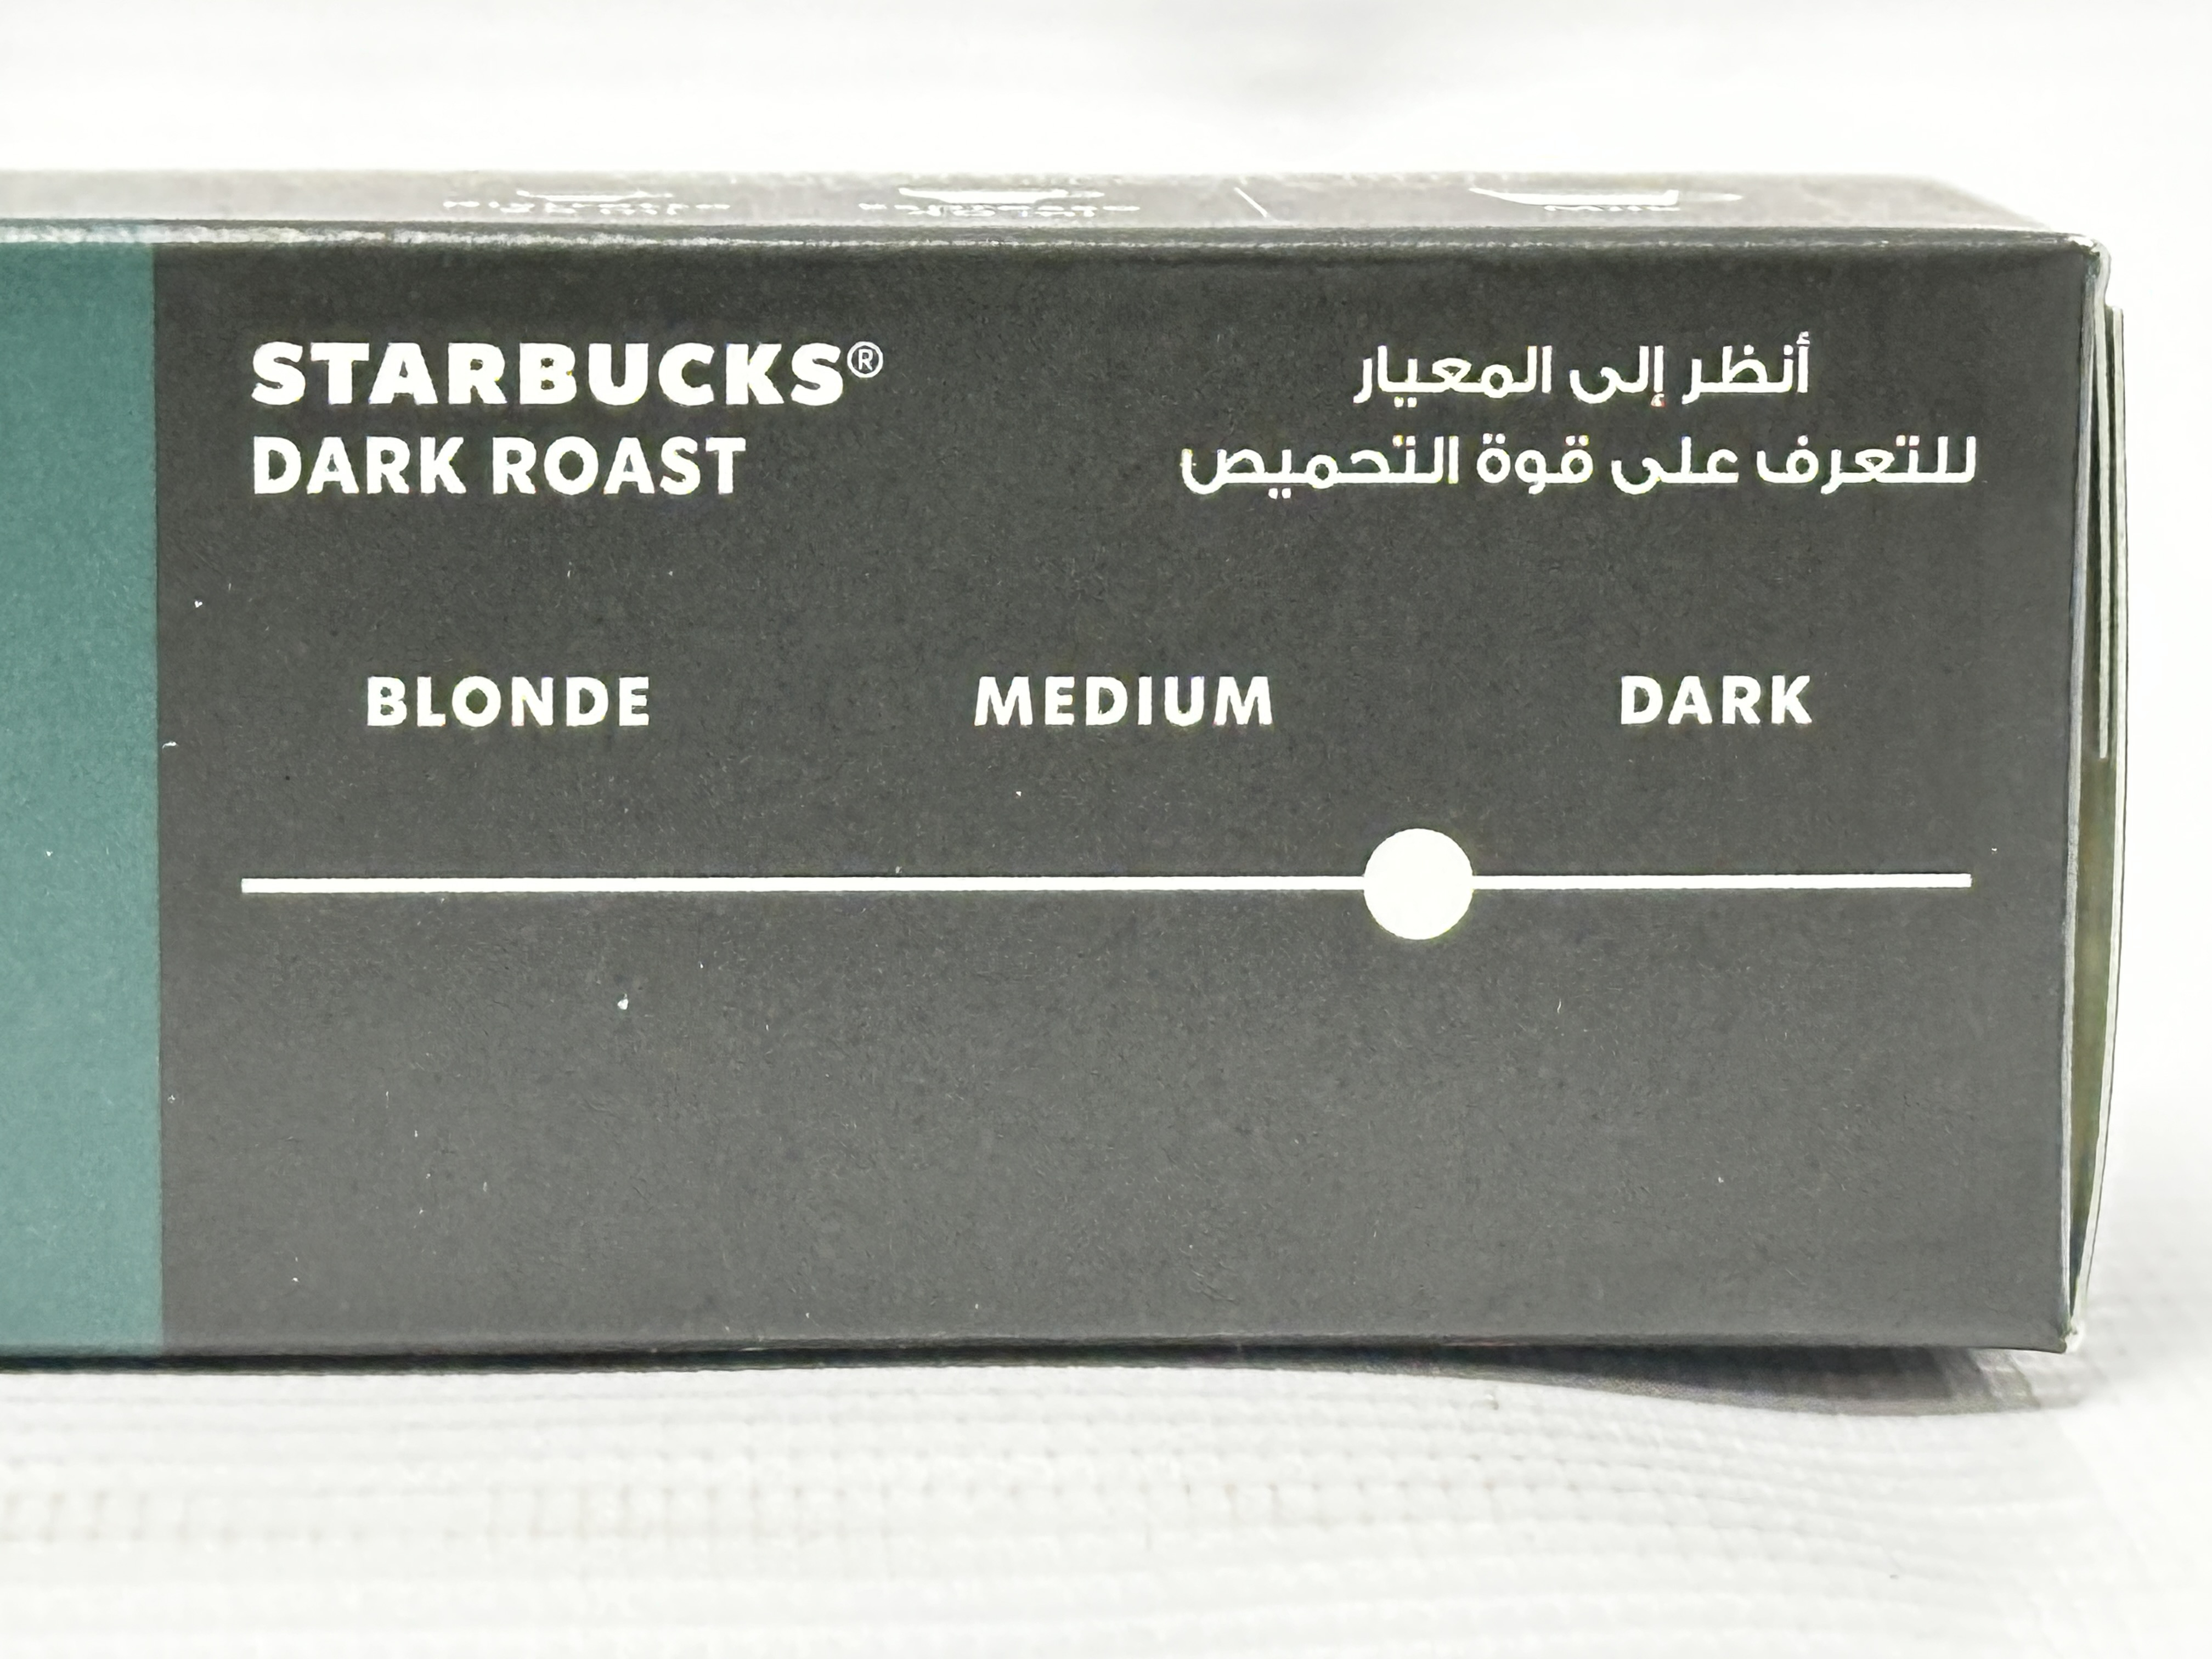 STARBUCKS®
DARK ROAST
أنظر إلى المعيار
للتعرف على قوة التحميص
BLONDE MEDIUM DARK